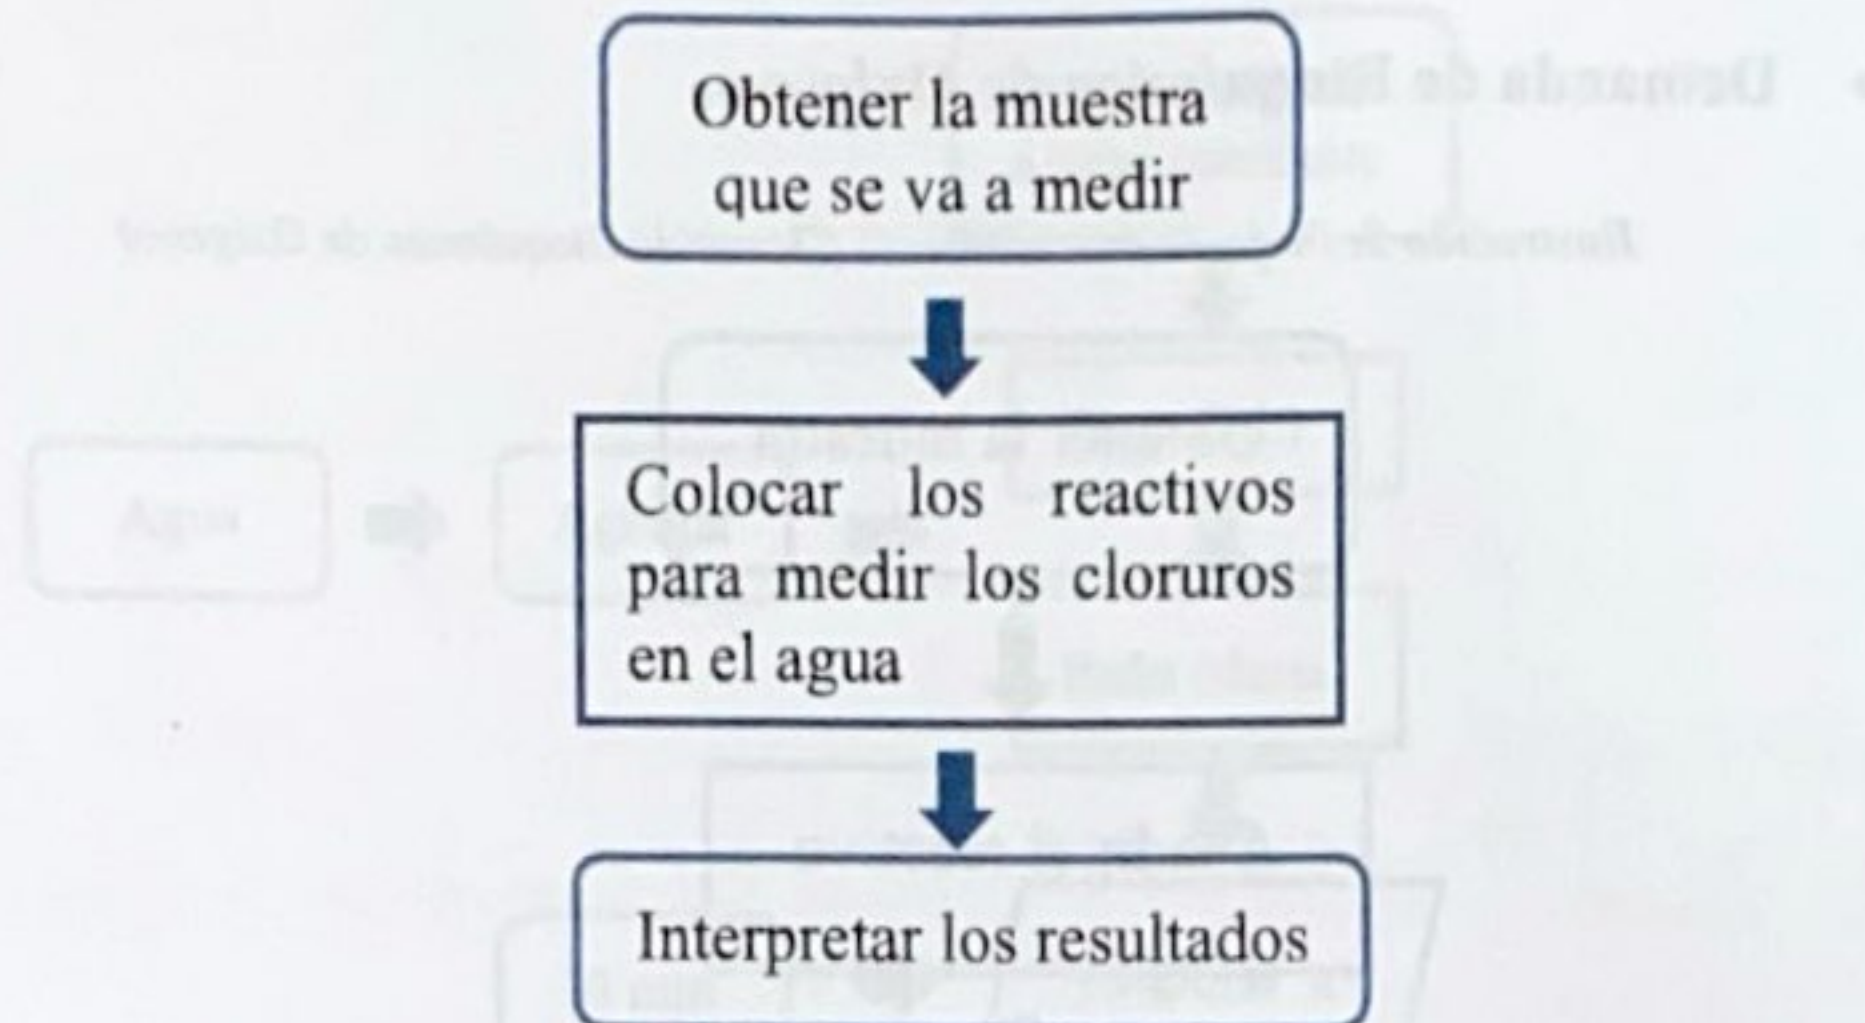 Obtener la muestra
que se va a medir
Colocar los reactivos
para medir los cloruros
en el agua
Interpretar los resultados